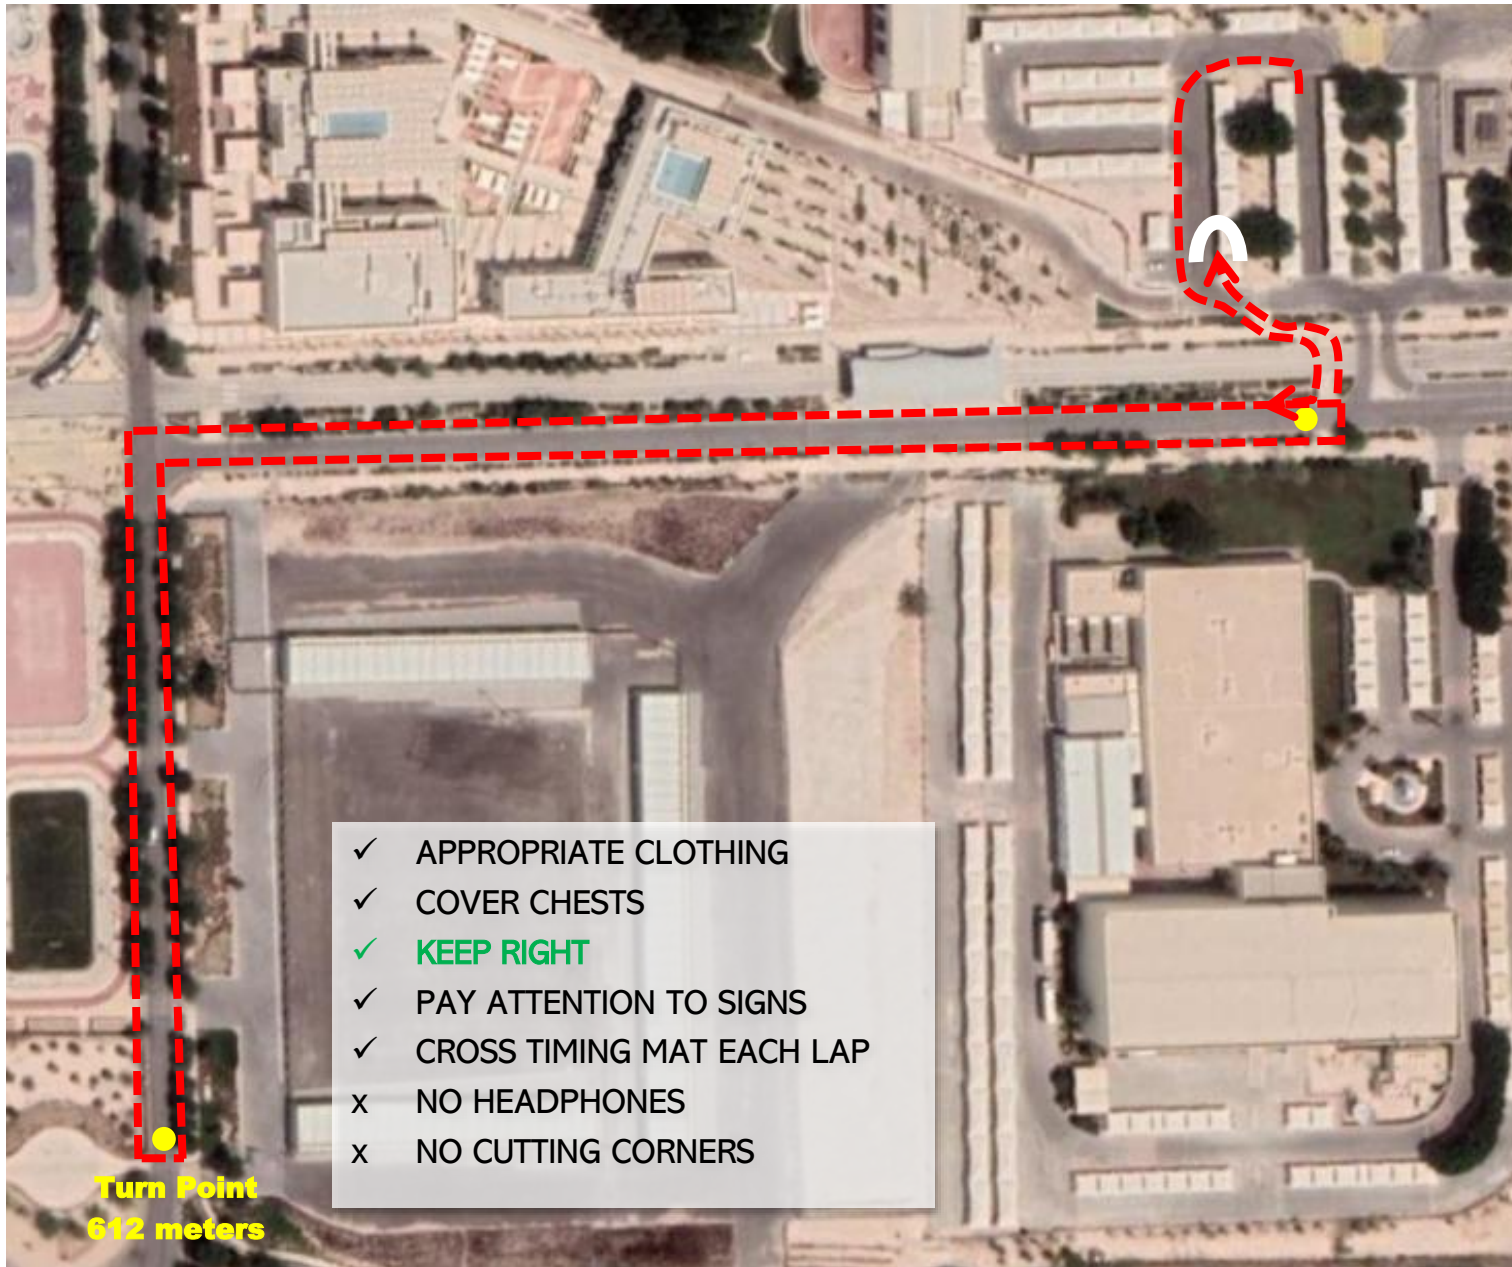 ✓ APPROPRIATE CLOTHING
✓ COVER CHESTS
✓ KEEP RIGHT
✓ PAY ATTENTION TO SIGNS
✓ CROSS TIMING MAT EACH LAP
x NO HEADPHONES
x NO CUTTING CORNERS
Turn Point
612 meters